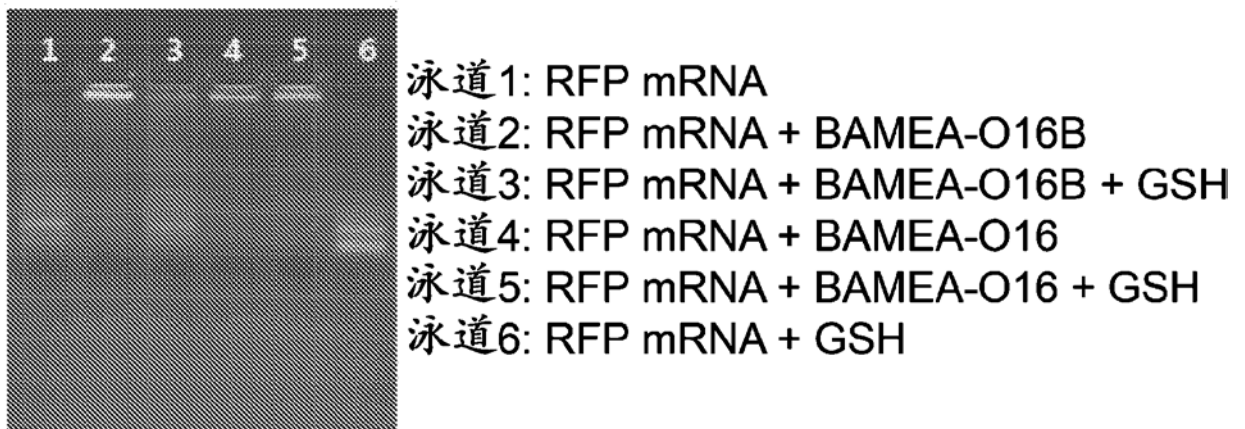 1 2 3 4 5 6
泳道1: RFP mRNA
泳道2: RFP mRNA + BAMEA-O16B
泳道3: RFP mRNA + BAMEA-O16B + GSH
泳道4: RFP mRNA + BAMEA-O16
泳道5: RFP mRNA + BAMEA-O16 + GSH
泳道6: RFP mRNA + GSH